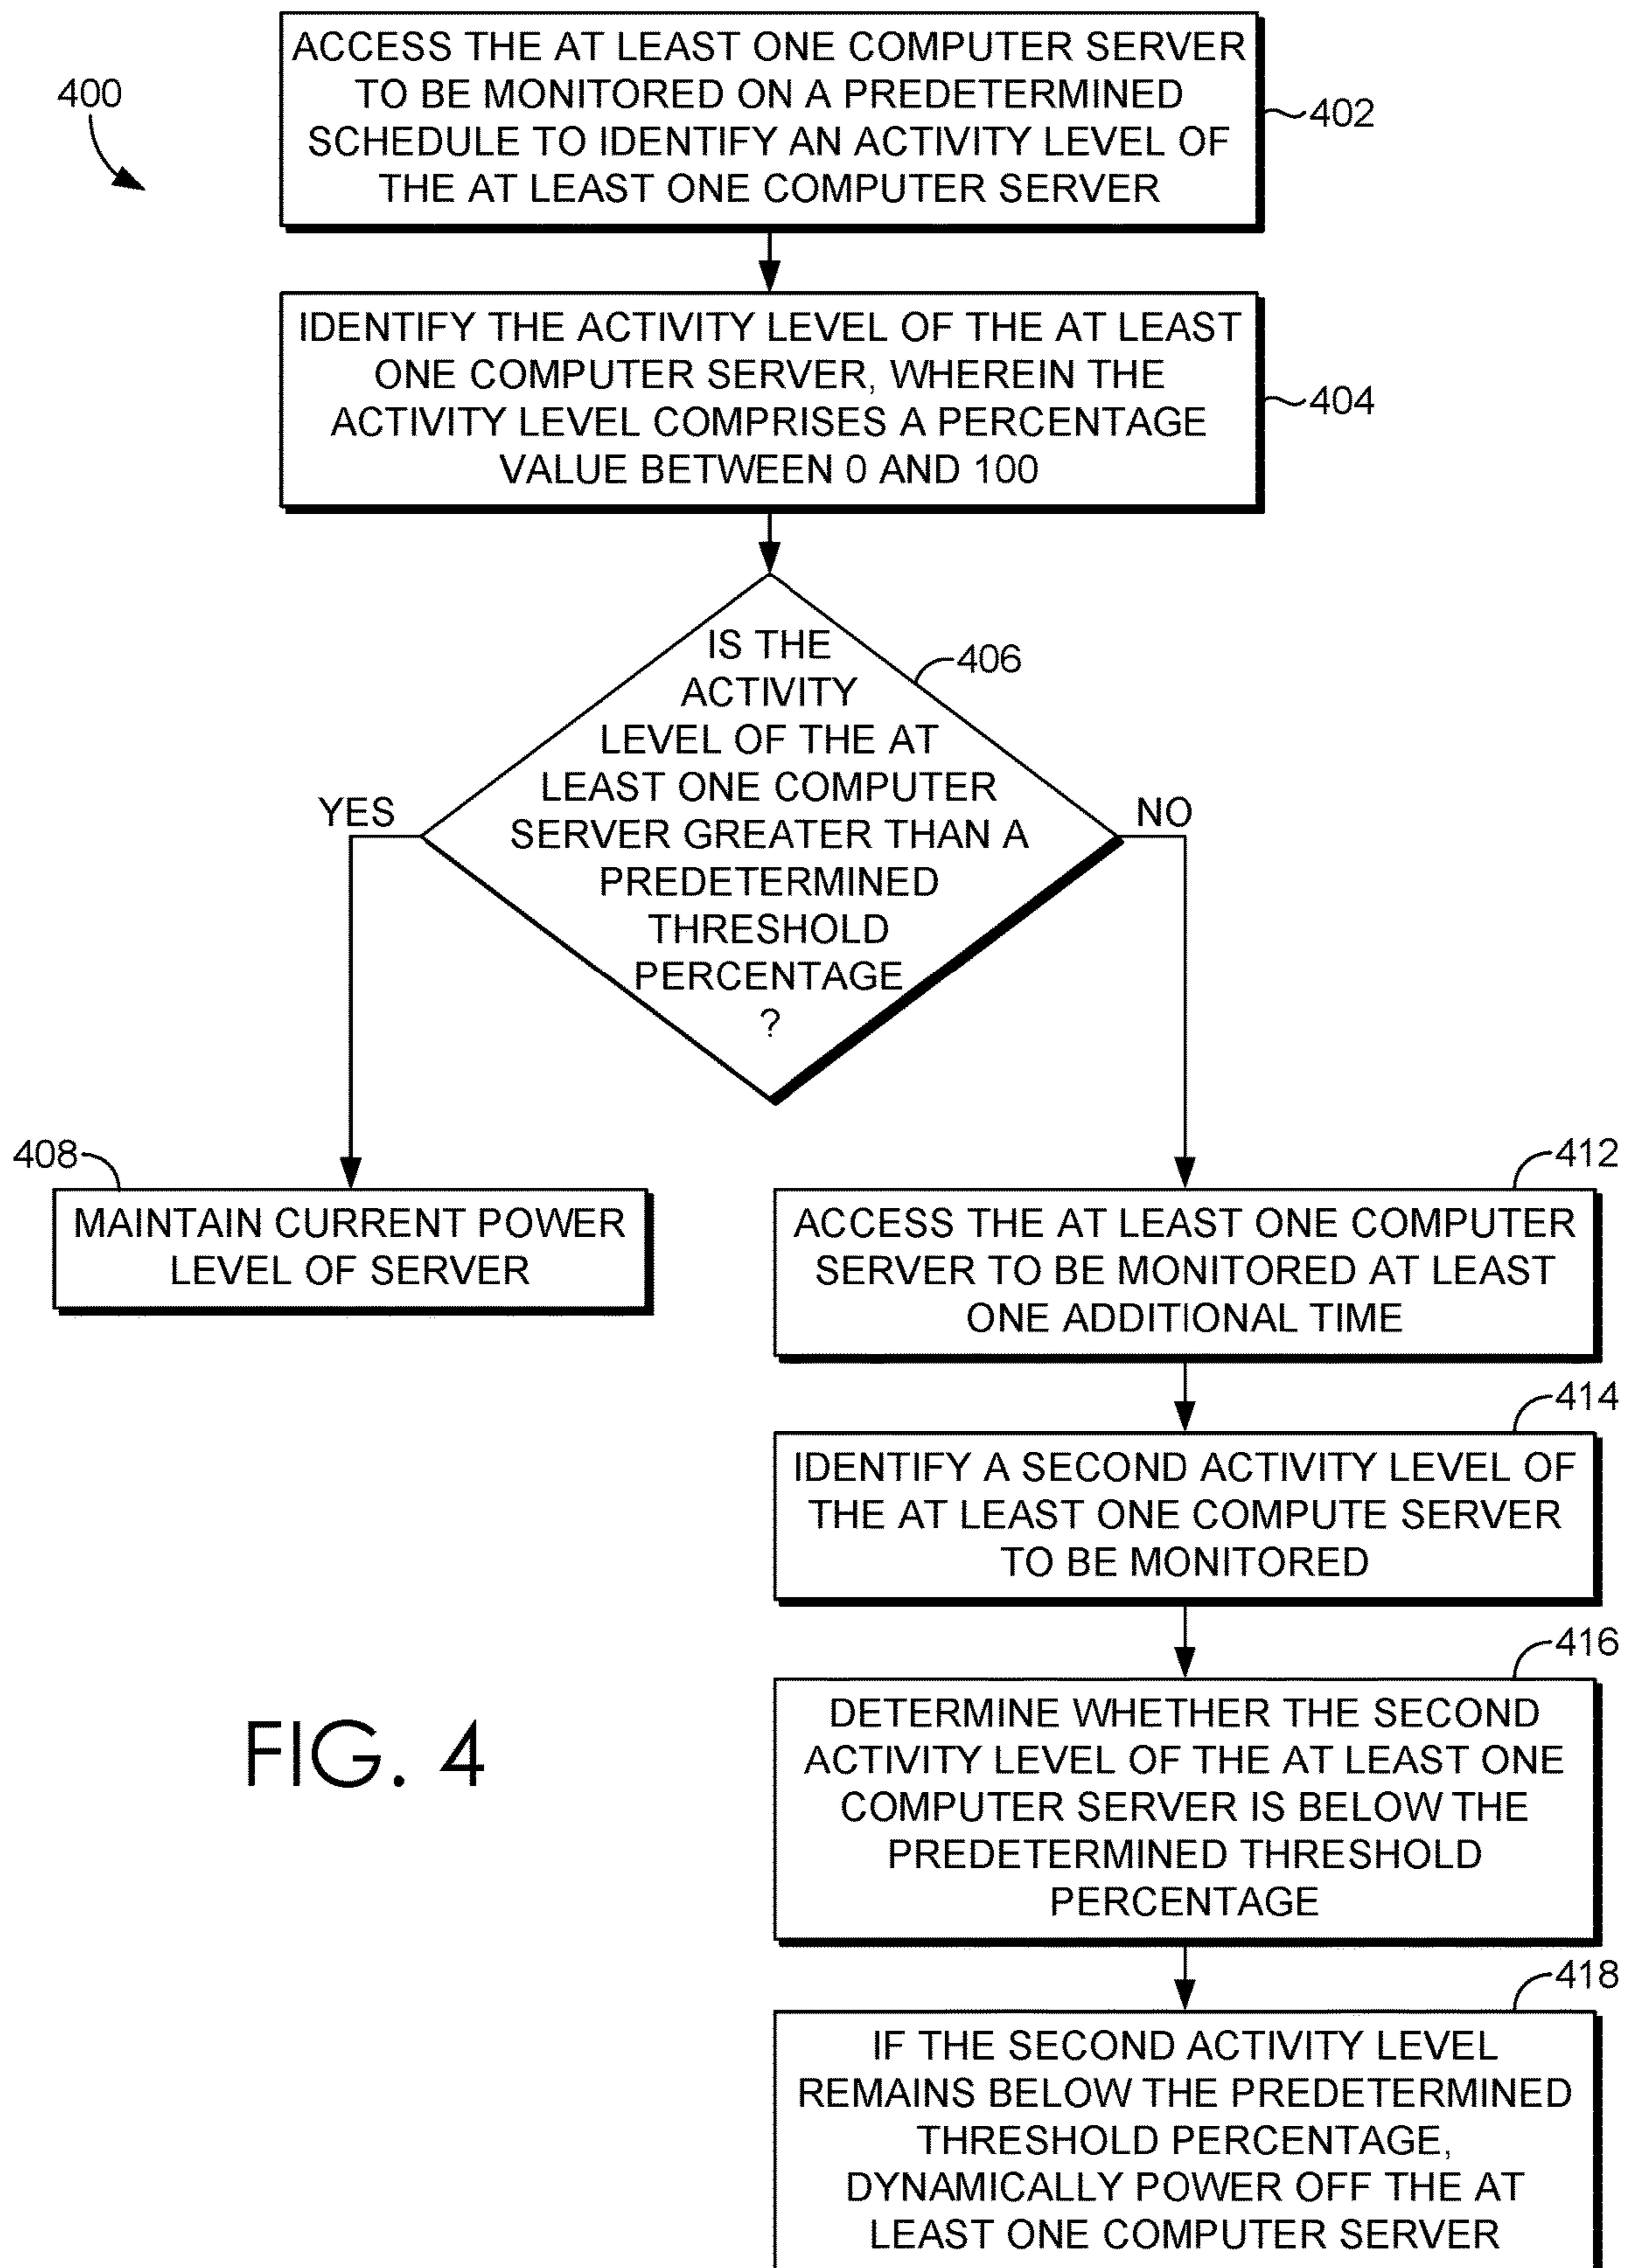 400
ACCESS THE AT LEAST ONE COMPUTER SERVER
TO BE MONITORED ON A PREDETERMINED
SCHEDULE TO IDENTIFY AN ACTIVITY LEVEL OF
THE AT LEAST ONE COMPUTER SERVER
402
IDENTIFY THE ACTIVITY LEVEL OF THE AT LEAST
ONE COMPUTER SERVER, WHEREIN THE
ACTIVITY LEVEL COMPRISES A PERCENTAGE
VALUE BETWEEN 0 AND 100
404
IS THE
ACTIVITY
LEVEL OF THE AT
LEAST ONE COMPUTER
SERVER GREATER THAN A
PREDETERMINED
THRESHOLD
PERCENTAGE
?
406
YES
NO
408
MAINTAIN CURRENT POWER
LEVEL OF SERVER
412
ACCESS THE AT LEAST ONE COMPUTER
SERVER TO BE MONITORED AT LEAST
ONE ADDITIONAL TIME
414
IDENTIFY A SECOND ACTIVITY LEVEL OF
THE AT LEAST ONE COMPUTE SERVER
TO BE MONITORED
416
DETERMINE WHETHER THE SECOND
ACTIVITY LEVEL OF THE AT LEAST ONE
COMPUTER SERVER IS BELOW THE
PREDETERMINED THRESHOLD
PERCENTAGE
FIG. 4
418
IF THE SECOND ACTIVITY LEVEL
REMAINS BELOW THE PREDETERMINED
THRESHOLD PERCENTAGE,
DYNAMICALLY POWER OFF THE AT
LEAST ONE COMPUTER SERVER